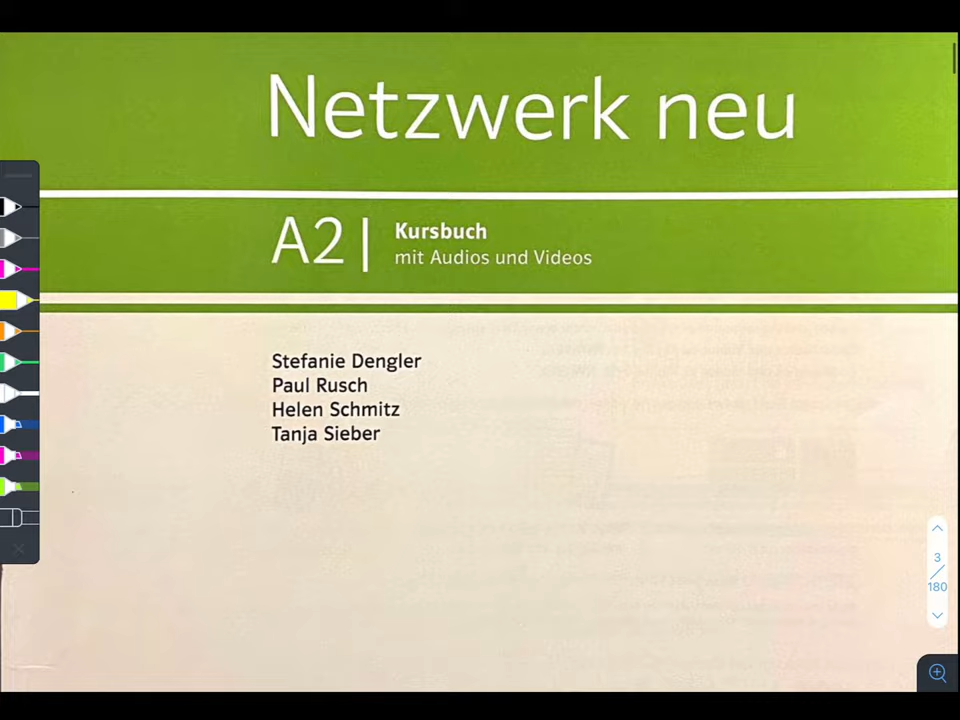 Netzwerk neu
A2 | Kursbuch
mit Audios und Videos
Stefanie Dengler
Paul Rusch
Helen Schmitz
Tanja Sieber
3
180